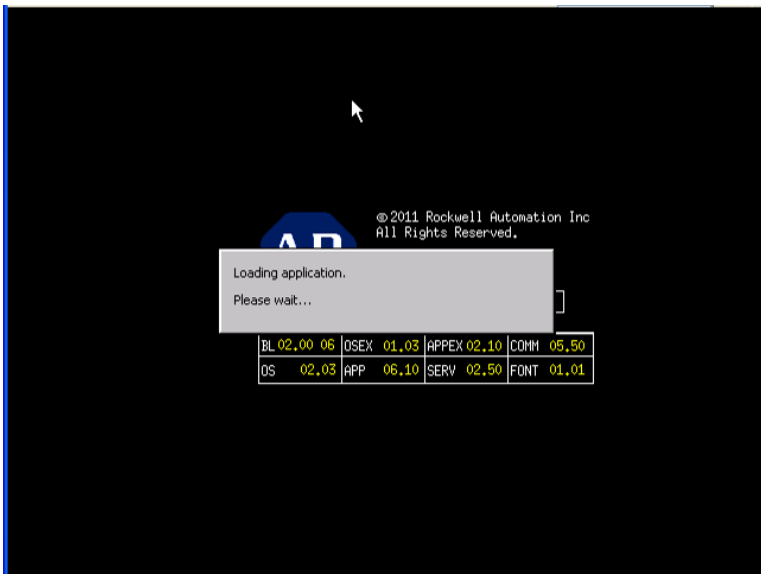 © 2011 Rockwell Automation Inc
All Rights Reserved.
Loading application.
Please wait...
BL 02.00 06 OSEX 01.03 APPEX 02.10 COMM 05.50
OS 02.03 APP 06.10 SERV 02.50 FONT 01.01